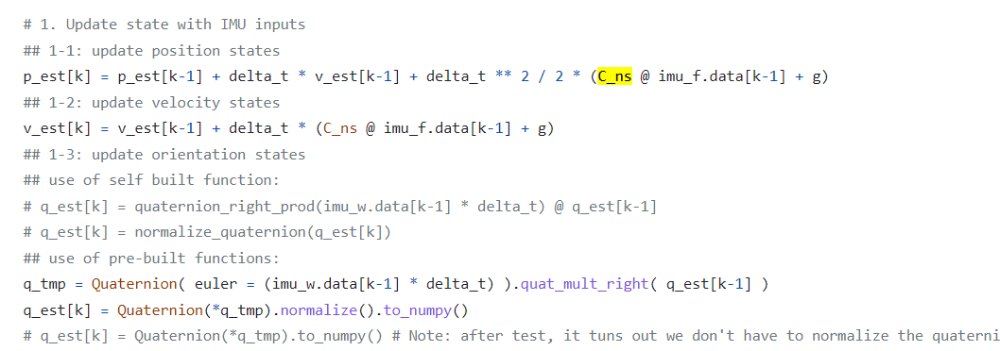 # 1. Update state with IMU inputs
## 1-1: update position states
p_est[k] = p_est[k-1] + delta_t * v_est[k-1] + delta_t ** 2 / 2 * (C_ns @ imu_f.data[k-1] + g)
## 1-2: update velocity states
v_est[k] = v_est[k-1] + delta_t * (C_ns @ imu_f.data[k-1] + g)
## 1-3: update orientation states
## use of self built function:
# q_est[k] = quaternion_right_prod(imu_w.data[k-1] * delta_t) @ q_est[k-1]
# q_est[k] = normalize_quaternion(q_est[k])
## use of pre-built functions:
q_tmp = Quaternion( euler = (imu_w.data[k-1] * delta_t) ).quat_mult_right( q_est[k-1] )
q_est[k] = Quaternion(*q_tmp).normalize().to_numpy()
# q_est[k] = Quaternion(*q_tmp).to_numpy() # Note: after test, it tuns out we don't have to normalize the quaterni